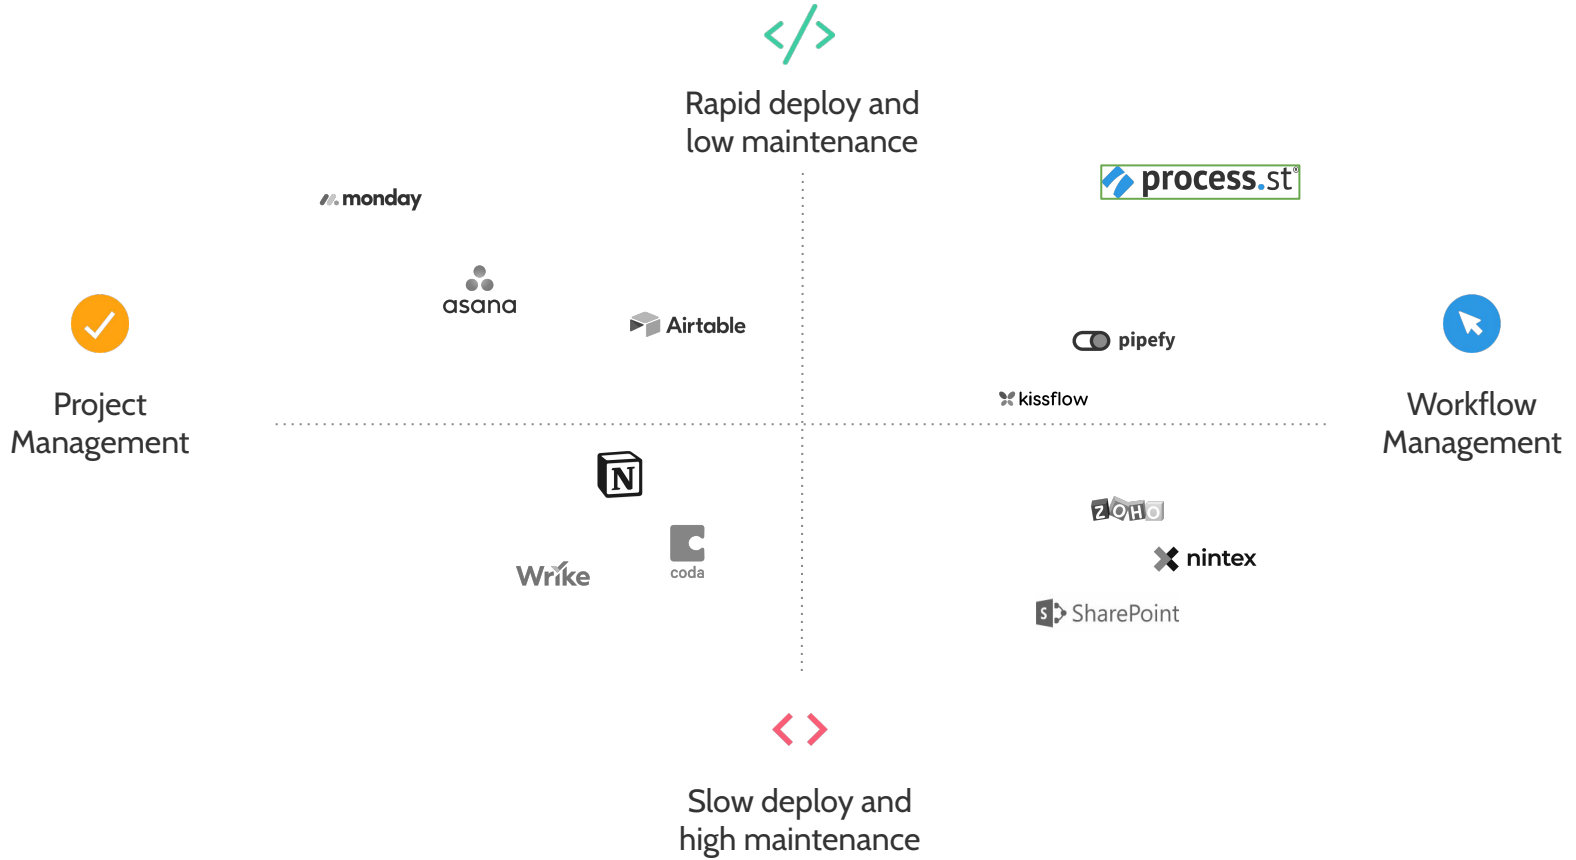 Rapid deploy and
low maintenance
monday
process.st®
asana
Airtable
pipefy
Project
Management
kissflow
Workflow
Management
N
ZOHO
coda
nintex
Wrike
S SharePoint
Slow deploy and
high maintenance